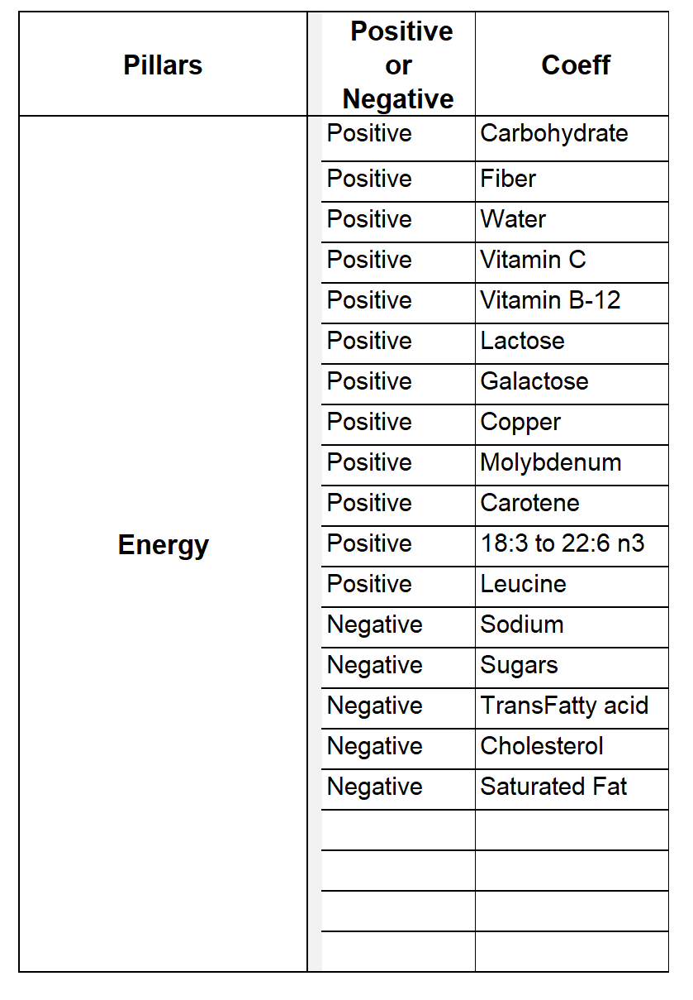 Pillars
Positive
or
Negative
Coeff
Energy
Positive Carbohydrate
Positive Fiber
Positive Water
Positive Vitamin C
Positive Vitamin B-12
Positive Lactose
Positive Galactose
Positive Copper
Positive Molybdenum
Positive Carotene
Positive 18:3 to 22:6 n3
Positive Leucine
Negative Sodium
Negative Sugars
Negative TransFatty acid
Negative Cholesterol
Negative Saturated Fat